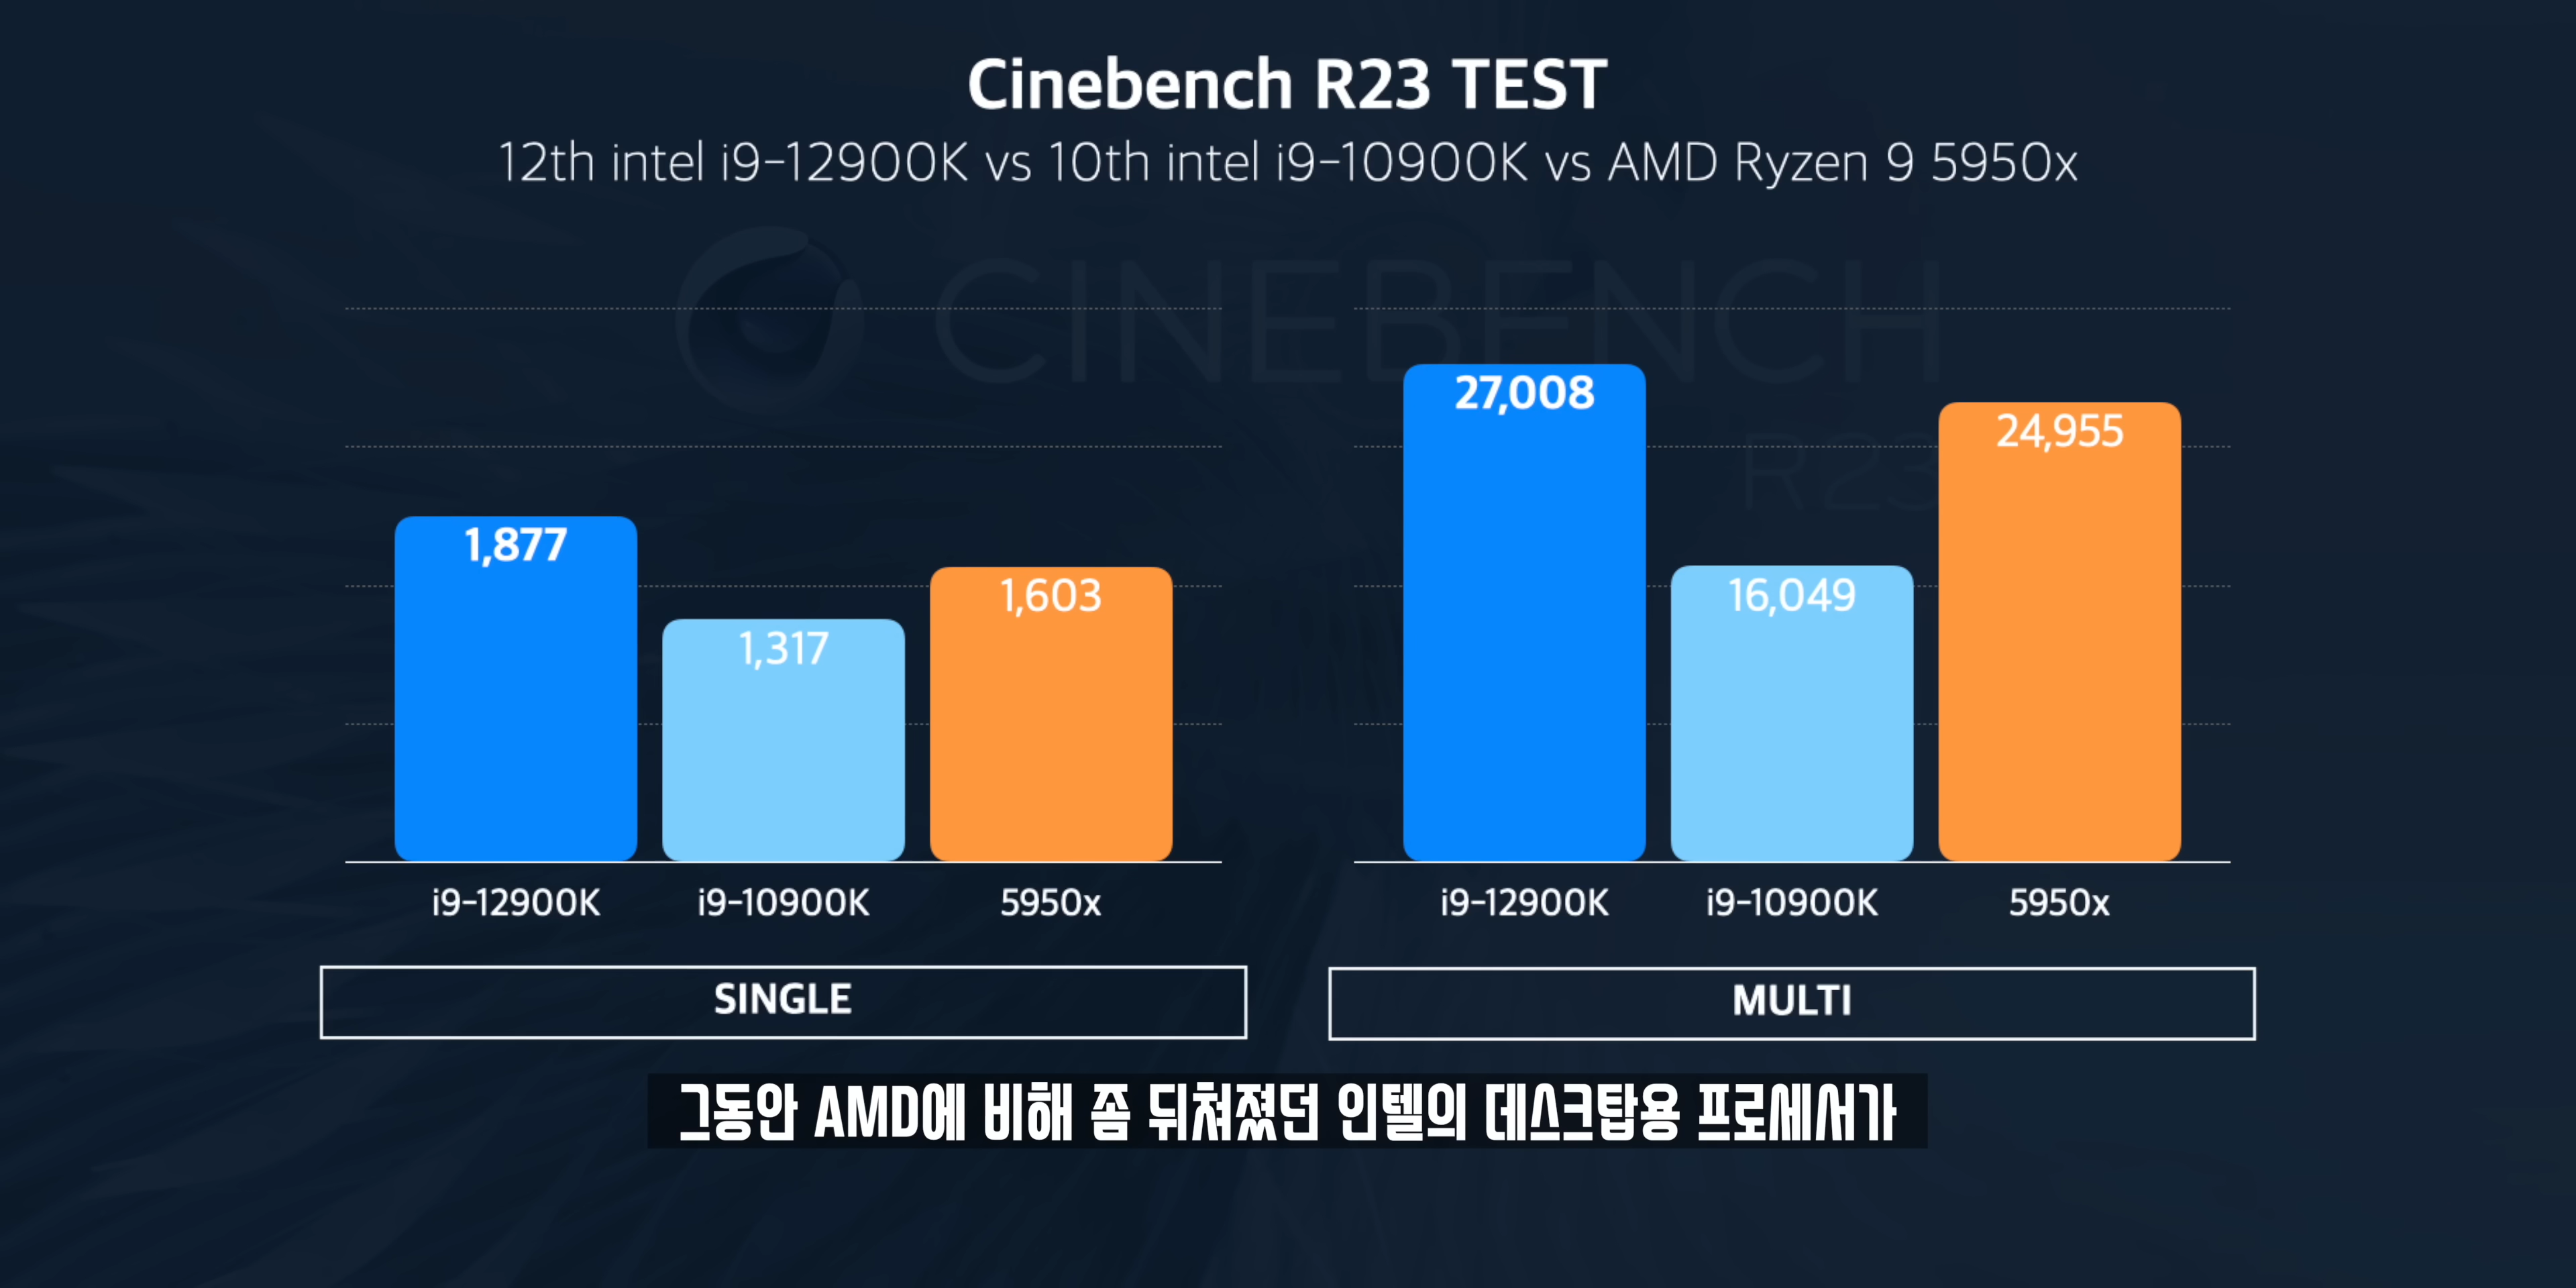 Cinebench R23 TEST
12th intel i9-12900K vs 10th intel i9-10900K vs AMD Ryzen 9 5950x
CINEBENCH
R23
1,877
1,317
1,603
i9-12900K
i9-10900K
5950x
SINGLE
27,008
16,049
24,955
i9-12900K
i9-10900K
5950x
MULTI
그동안 AMD에 비해 좀 뒤쳐졌던 인텔의 데스크탑용 프로세서가